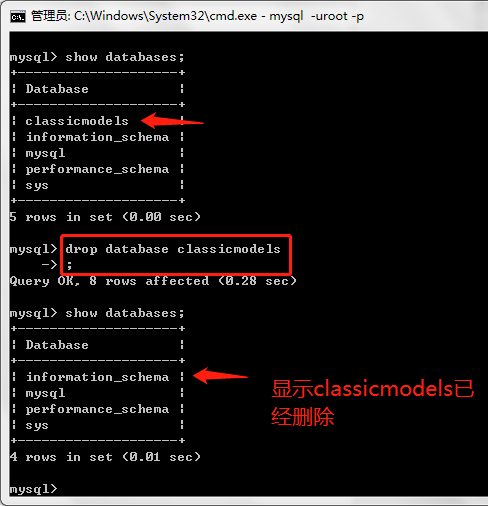 管理员: C:\Windows\System32\cmd.exe - mysql  -uroot -p
mysql> show databases;
+--------------------+
| Database           |
+--------------------+
| classicmodels      |
| information_schema |
| mysql              |
| performance_schema |
| sys                |
+--------------------+
5 rows in set (0.00 sec)
mysql> drop database classicmodels
    -> ;
Query OK, 8 rows affected (0.28 sec)
mysql> show databases;
+--------------------+
| Database           |
+--------------------+
| information_schema |
| mysql              |
| performance_schema |
| sys                |
+--------------------+
显示classicmodels已
经删除
4 rows in set (0.01 sec)
mysql>